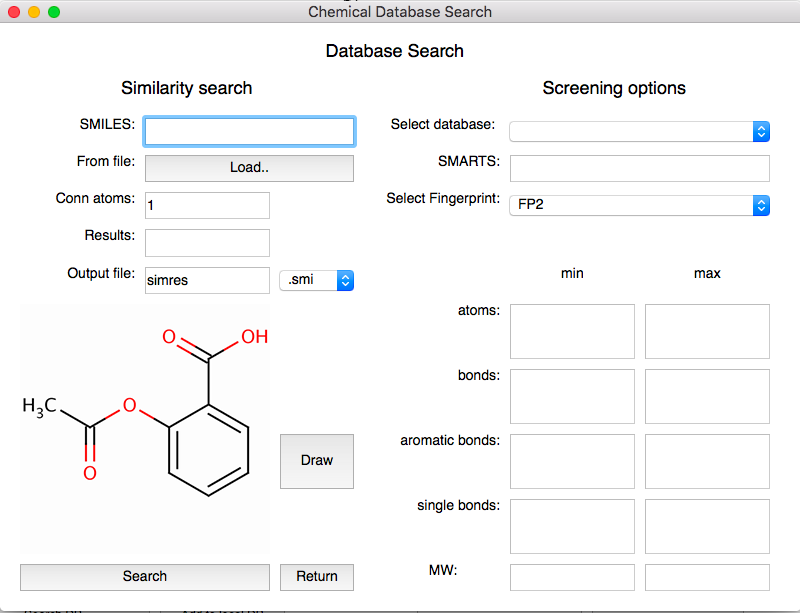 Chemical Database Search
Database Search
Similarity search
Screening options
SMILES:
Select database:
From file:
Load..
SMARTS:
Conn atoms:
1
Select Fingerprint:
FP2
Results:
Output file:
simres
.smi
min
max
atoms:
O
OH
bonds:
H3C
O
O
Draw
aromatic bonds:
single bonds:
MW:
Search
Return